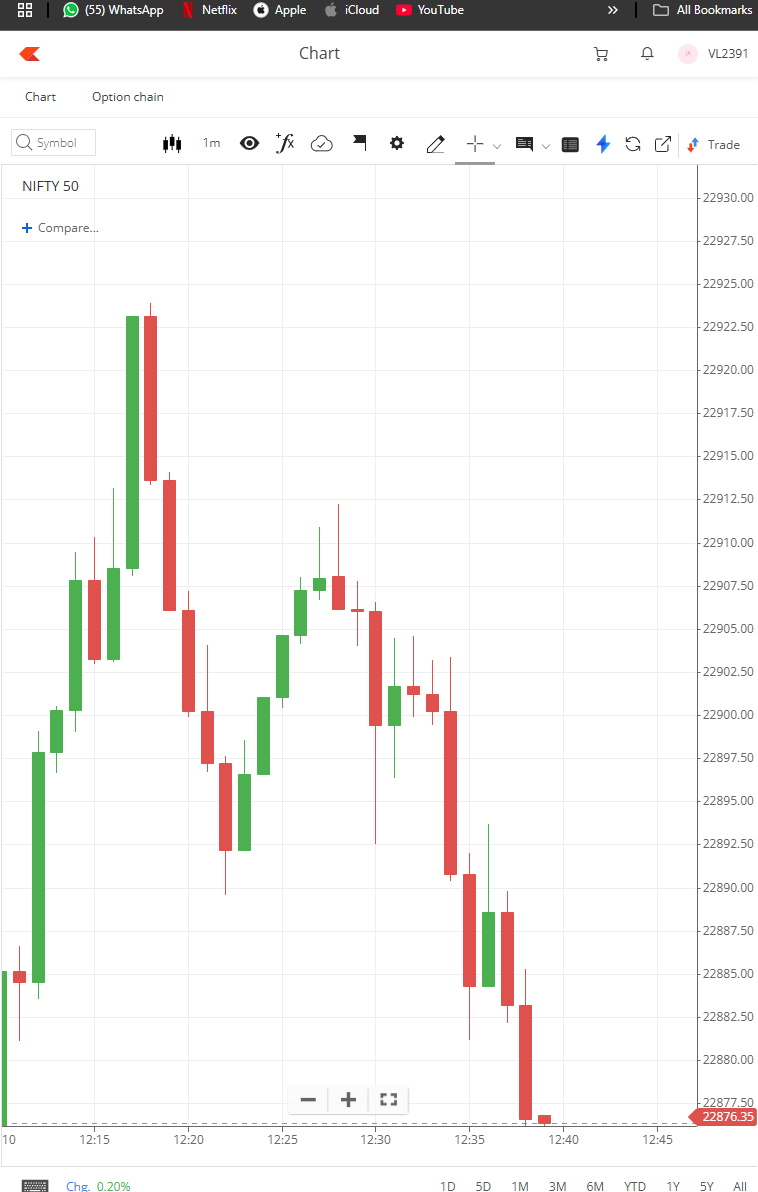 (55) WhatsApp Netflix Apple iCloud YouTube » All Bookmarks
Chart VL2391
Chart Option chain
Symbol 1m ƒx Trade
NIFTY 50
+ Compare...
22930.00
22927.50
22925.00
22922.50
22920.00
22917.50
22915.00
22912.50
22910.00
22907.50
22905.00
22902.50
22900.00
22897.50
22895.00
22892.50
22890.00
22887.50
22885.00
22882.50
22880.00
22877.50
22876.35
10 12:15 12:20 12:25 12:30 12:35 12:40 12:45
Chg. 0.20% 1D 5D 1M 3M 6M YTD 1Y 5Y All